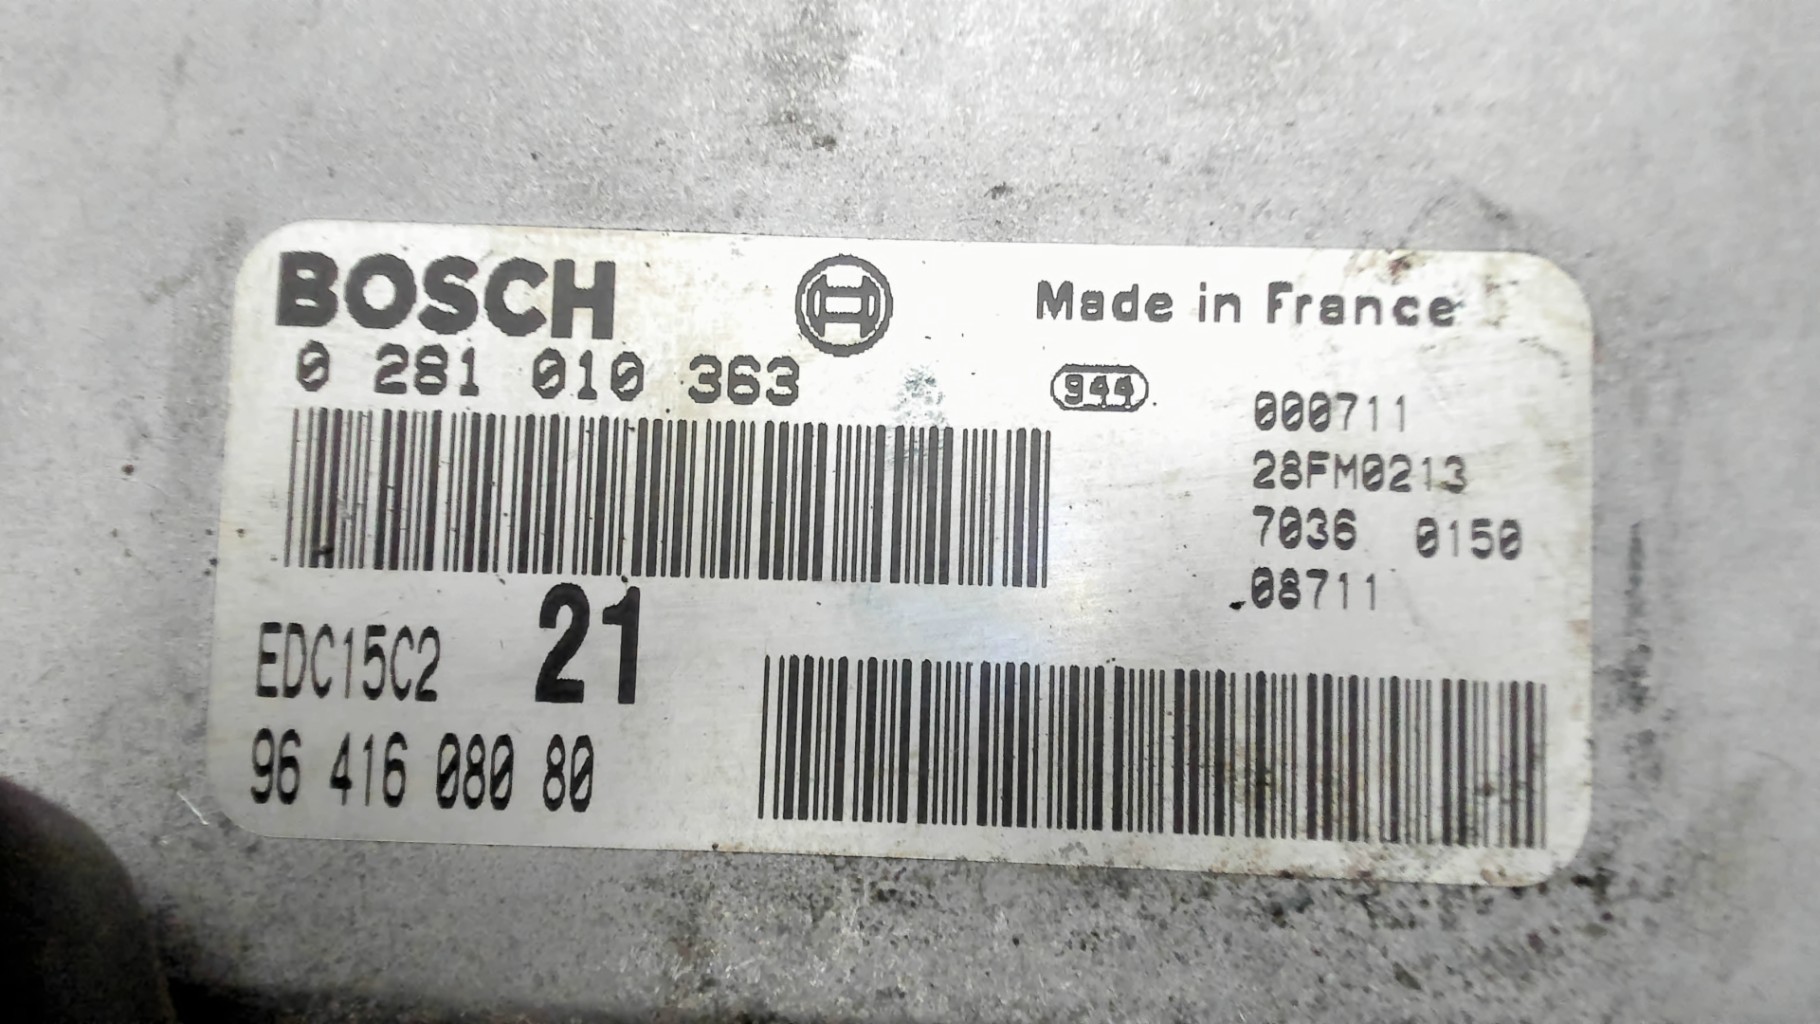 BOSCH Made in France
0 281 010 363
944
000711
28FM0213
7036 0150
08711
EDC15C2 21
96 416 080 80